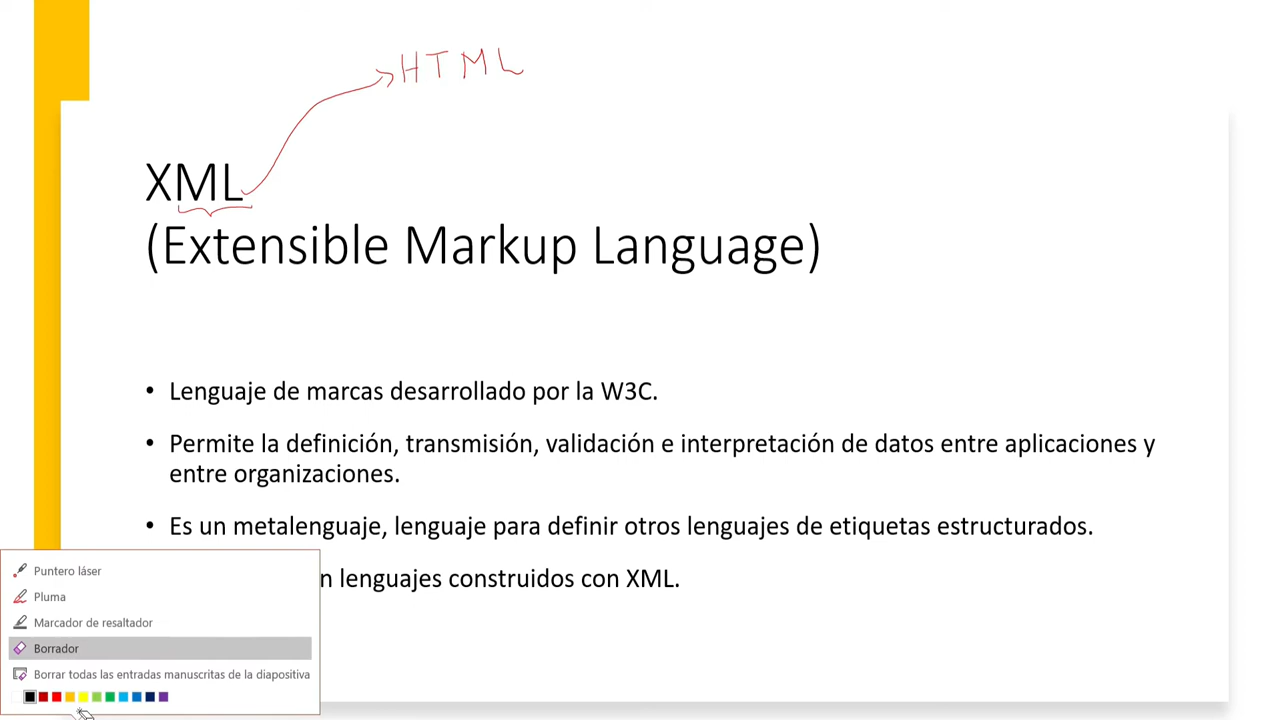 HTML
XML
(Extensible Markup Language)
• Lenguaje de marcas desarrollado por la W3C.
• Permite la definición, transmisión, validación e interpretación de datos entre aplicaciones y
entre organizaciones.
• Es un metalenguaje, lenguaje para definir otros lenguajes de etiquetas estructurados.
lenguajes construidos con XML.
Puntero láser
Pluma
Marcador de resaltador
Borrador
Borrar todas las entradas manuscritas de la diapositiva